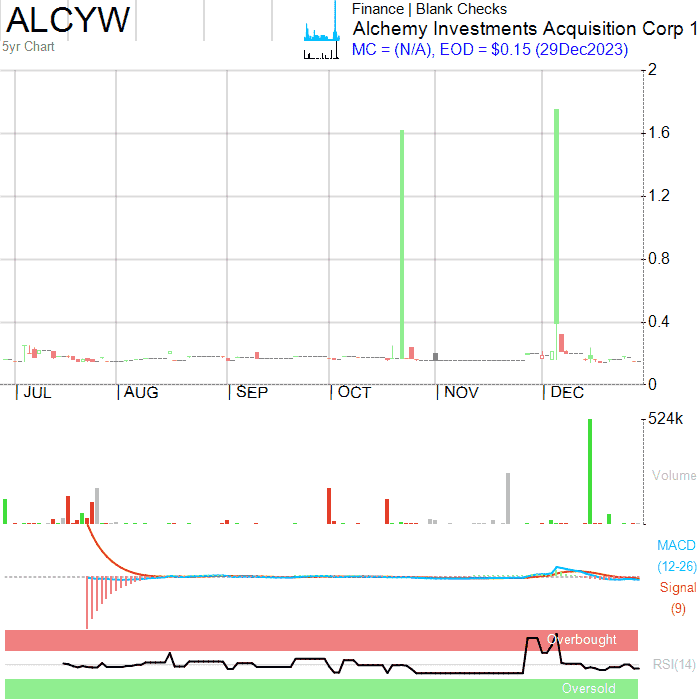 ALCYW
5yr Chart
Finance | Blank Checks
Alchemy Investments Acquisition Corp 1
MC = (N/A), EOD = $0.15 (29Dec2023)
2
1.6
1.2
0.8
0.4
0
JUL AUG SEP OCT NOV DEC
524k
Volume
MACD
(12-26)
Signal
(9)
Overbought
RSI(14)
Oversold